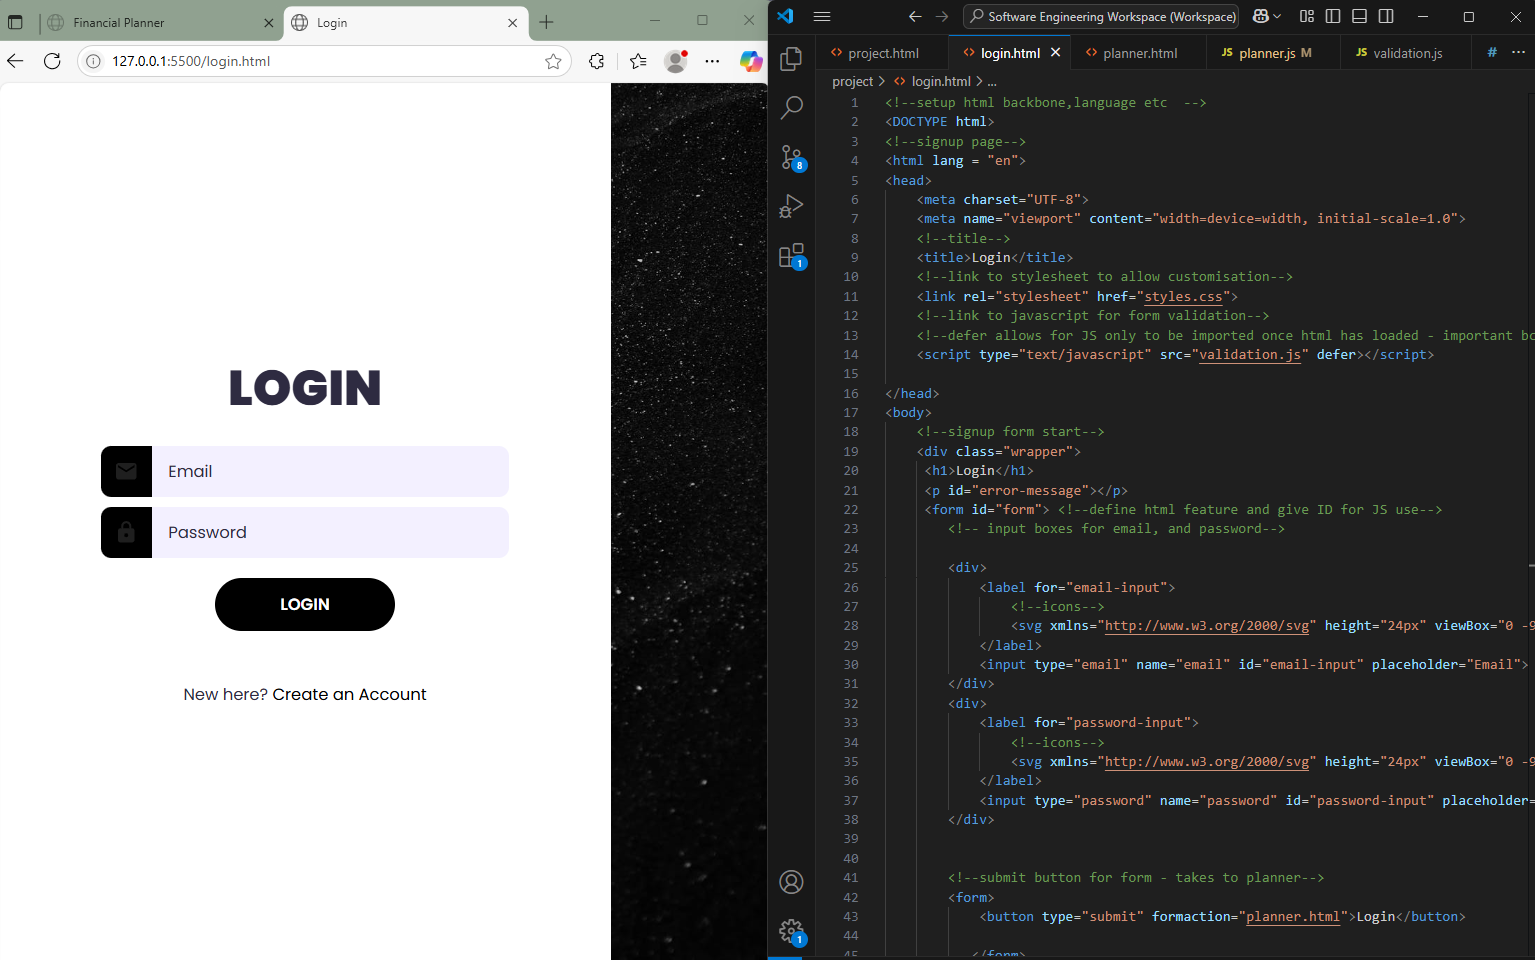 Financial Planner
Login
127.0.0.1:5500/login.html
LOGIN
Email
Password
LOGIN
New here? Create an Account
Software Engineering Workspace (Workspace)
project.html
login.html
planner.html
JS planner.js M
JS validation.js
#
project > login.html > ...
8
1
1
1 <!--setup html backbone,language etc  -->
2 <DOCTYPE html>
3 <!--signup page-->
4 <html lang = "en">
5 <head>
6 <meta charset="UTF-8">
7 <meta name="viewport" content="width=device=width, initial-scale=1.0">
8 <!--title-->
9 <title>Login</title>
10 <!--link to stylesheet to allow customisation-->
11 <link rel="stylesheet" href="styles.css">
12 <!--link to javascript for form validation-->
13 <!--defer allows for JS only to be imported once html has loaded - important bc
14 <script type="text/javascript" src="validation.js" defer></script>
15
16 </head>
17 <body>
18 <!--signup form start-->
19 <div class="wrapper">
20 <h1>Login</h1>
21 <p id="error-message"></p>
22 <form id="form"> <!--define html feature and give ID for JS use-->
23 <!-- input boxes for email, and password-->
24
25 <div>
26 <label for="email-input">
27 <!--icons-->
28 <svg xmlns="http://www.w3.org/2000/svg" height="24px" viewBox="0 -9
29 </label>
30 <input type="email" name="email" id="email-input" placeholder="Email">
31 </div>
32 <div>
33 <label for="password-input">
34 <!--icons-->
35 <svg xmlns="http://www.w3.org/2000/svg" height="24px" viewBox="0 -9
36 </label>
37 <input type="password" name="password" id="password-input" placeholder=
38 </div>
39
40
41 <!--submit button for form - takes to planner-->
42 <form>
43 <button type="submit" formaction="planner.html">Login</button>
44
45 </form>